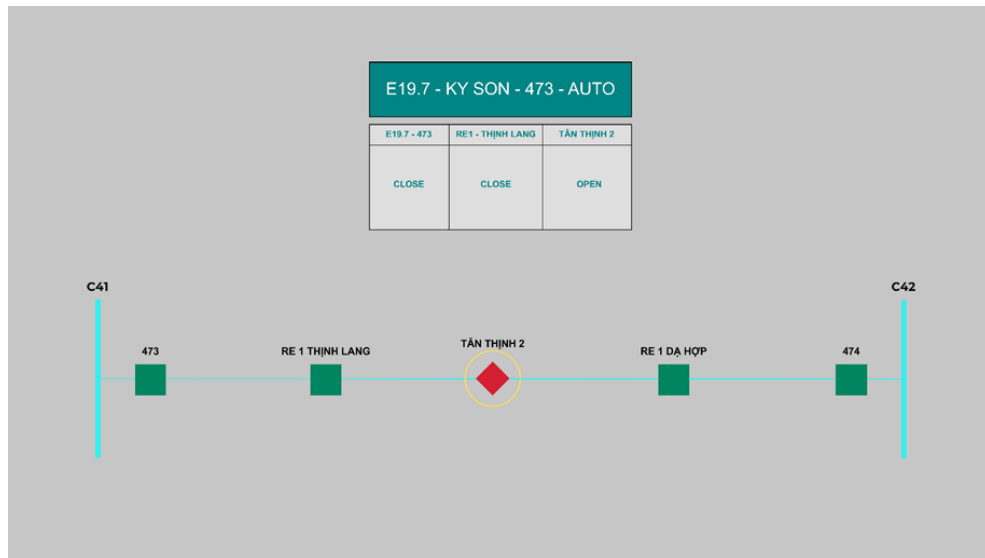 E19.7 - KY SON - 473 - AUTO
E19.7 - 473
RE1 - THỊNH LANG
TÂN THỊNH 2
CLOSE
CLOSE
OPEN
C41
C42
473
RE 1 THỊNH LANG
TÂN THỊNH 2
RE 1 DẠ HỢP
474